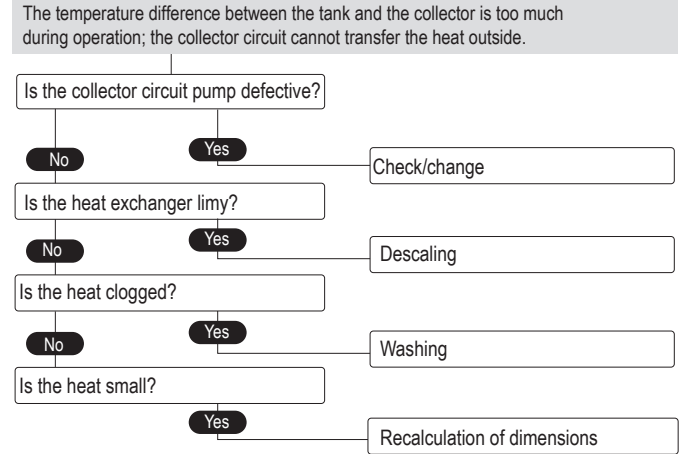 The temperature difference between the tank and the collector is too much
during operation; the collector circuit cannot transfer the heat outside.
Is the collector circuit pump defective?
No
Yes
Check/change
Is the heat exchanger limy?
No
Yes
Descaling
Is the heat clogged?
No
Yes
Washing
Is the heat small?
Yes
Recalculation of dimensions